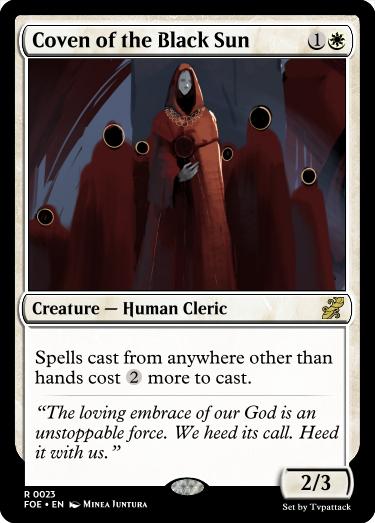 Coven of the Black Sun 1
Creature — Human Cleric
Spells cast from anywhere other than
hands cost 2 more to cast.
“The loving embrace of our God is an
unstoppable force. We heed its call. Heed
it with us.”
2/3
R 0023
FOE • EN Minea Juntura
Set by Tvpattack